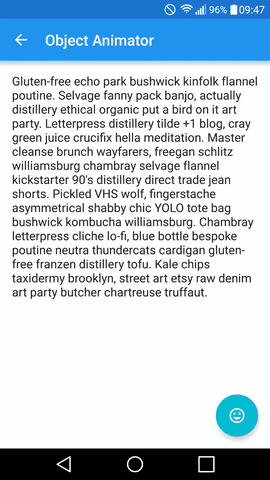 96% 09:47
Object Animator
Gluten-free echo park bushwick kinfolk flannel
poutine. Selvage fanny pack banjo, actually
distillery ethical organic put a bird on it art
party. Letterpress distillery tilde +1 blog, cray
green juice crucifix hella meditation. Master
cleanse brunch wayfarers, freegan schlitz
williamsburg chambray selvage flannel
kickstarter 90's distillery direct trade jean
shorts. Pickled VHS wolf, fingerstache
asymmetrical shabby chic YOLO tote bag
bushwick kombucha williamsburg. Chambray
letterpress cliche lo-fi, blue bottle bespoke
poutine neutra thundercats cardigan gluten-
free franzen distillery tofu. Kale chips
taxidermy brooklyn, street art etsy raw denim
art party butcher chartreuse truffaut.